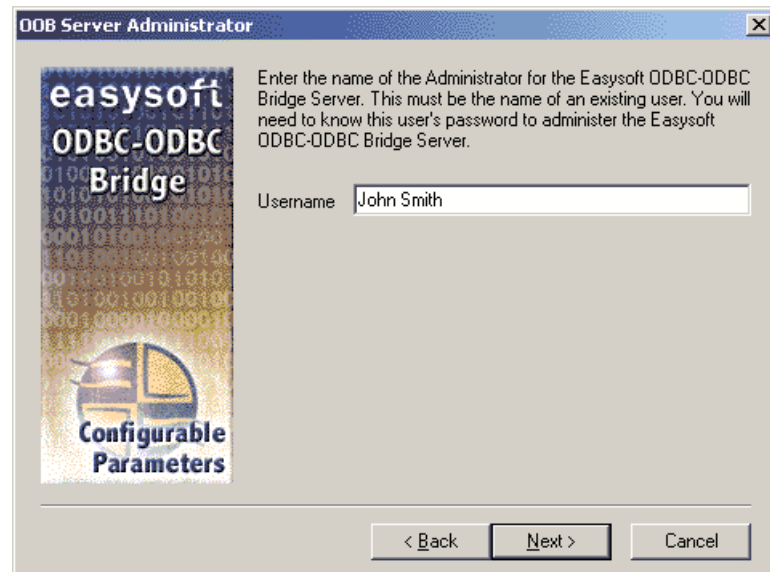 OOB Server Administrator
easysoft
ODBC-ODBC
Bridge
Configurable
Parameters
Enter the name of the Administrator for the Easysoft ODBC-ODBC
Bridge Server. This must be the name of an existing user. You will
need to know this user's password to administer the Easysoft
ODBC-ODBC Bridge Server.
Username John Smith
< Back Next > Cancel